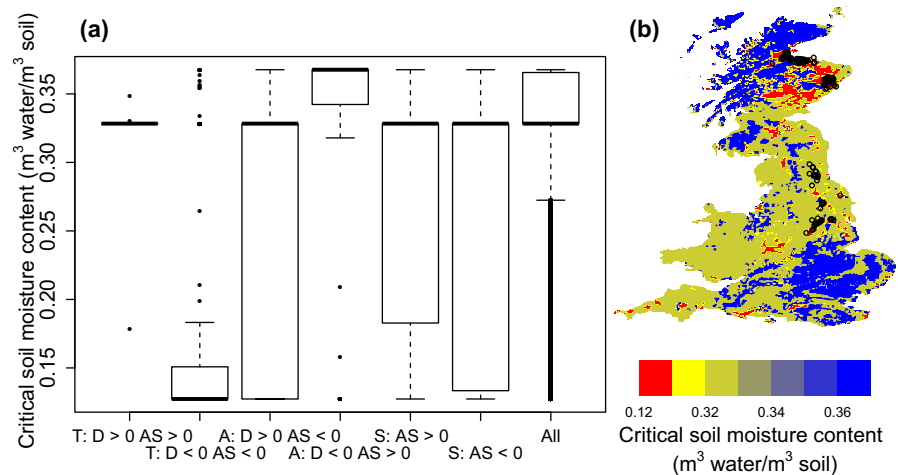 (a)
(b)
Critical soil moisture content (m³ water/m³ soil)
0.35
0.30
0.25
0.20
0.15
T: D > 0 AS > 0
A: D > 0 AS < 0
S: AS > 0
All
T: D < 0 AS < 0
A: D < 0 AS > 0
S: AS < 0
0.12
0.32
0.34
0.36
Critical soil moisture content
(m³ water/m³ soil)